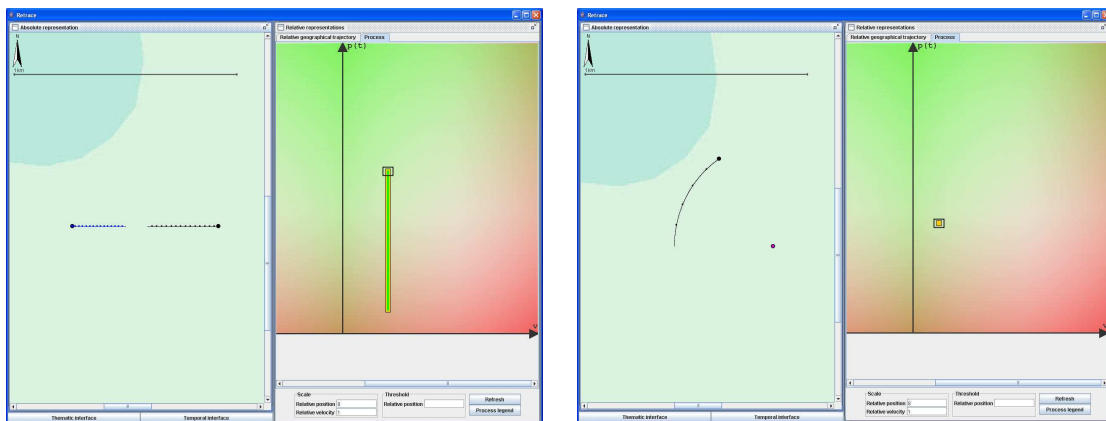 Retrace
Absolute representation
N
1km
Thematic interface
Temporal interface
Relative representations
Relative geographical trajectory
Process
p(t)
Scale
Relative position
Relative velocity 1
Threshold
Relative position
Refresh
Process legend
Retrace
Absolute representation
N
1km
Thematic interface
Temporal interface
Relative representations
Relative geographical trajectory
Process
p(t)
Scale
Relative position
Relative velocity 1
Threshold
Relative position
Refresh
Process legend